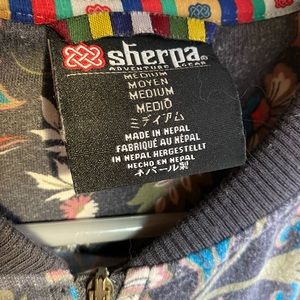 sherpa®
ADVENTURE GEAR
MEDIUM
MOYEN
MEDIUM
MEDIO
ミディアム
MADE IN NEPAL
FABRIQUÉ AU NÉPAL
IN NEPAL HERGESTELLT
HECHO EN NEPAL
ネパール製